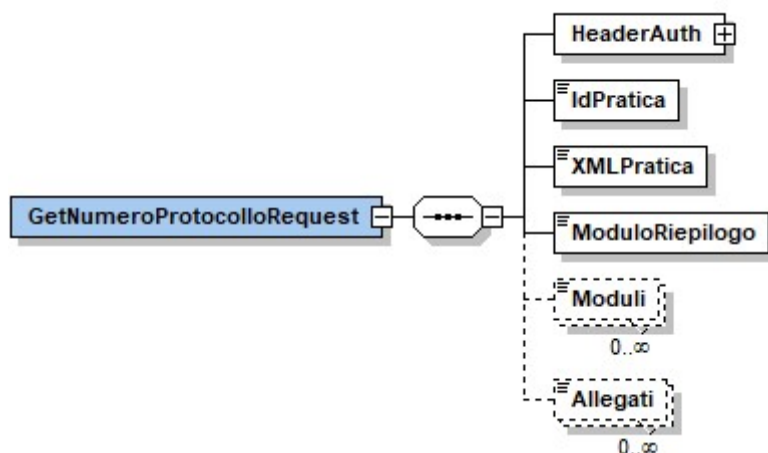 HeaderAuth
IdPratica
XMLPratica
GetNumeroProtocolloRequest
ModuloRiepilogo
Moduli
0..∞
Allegati
0..∞